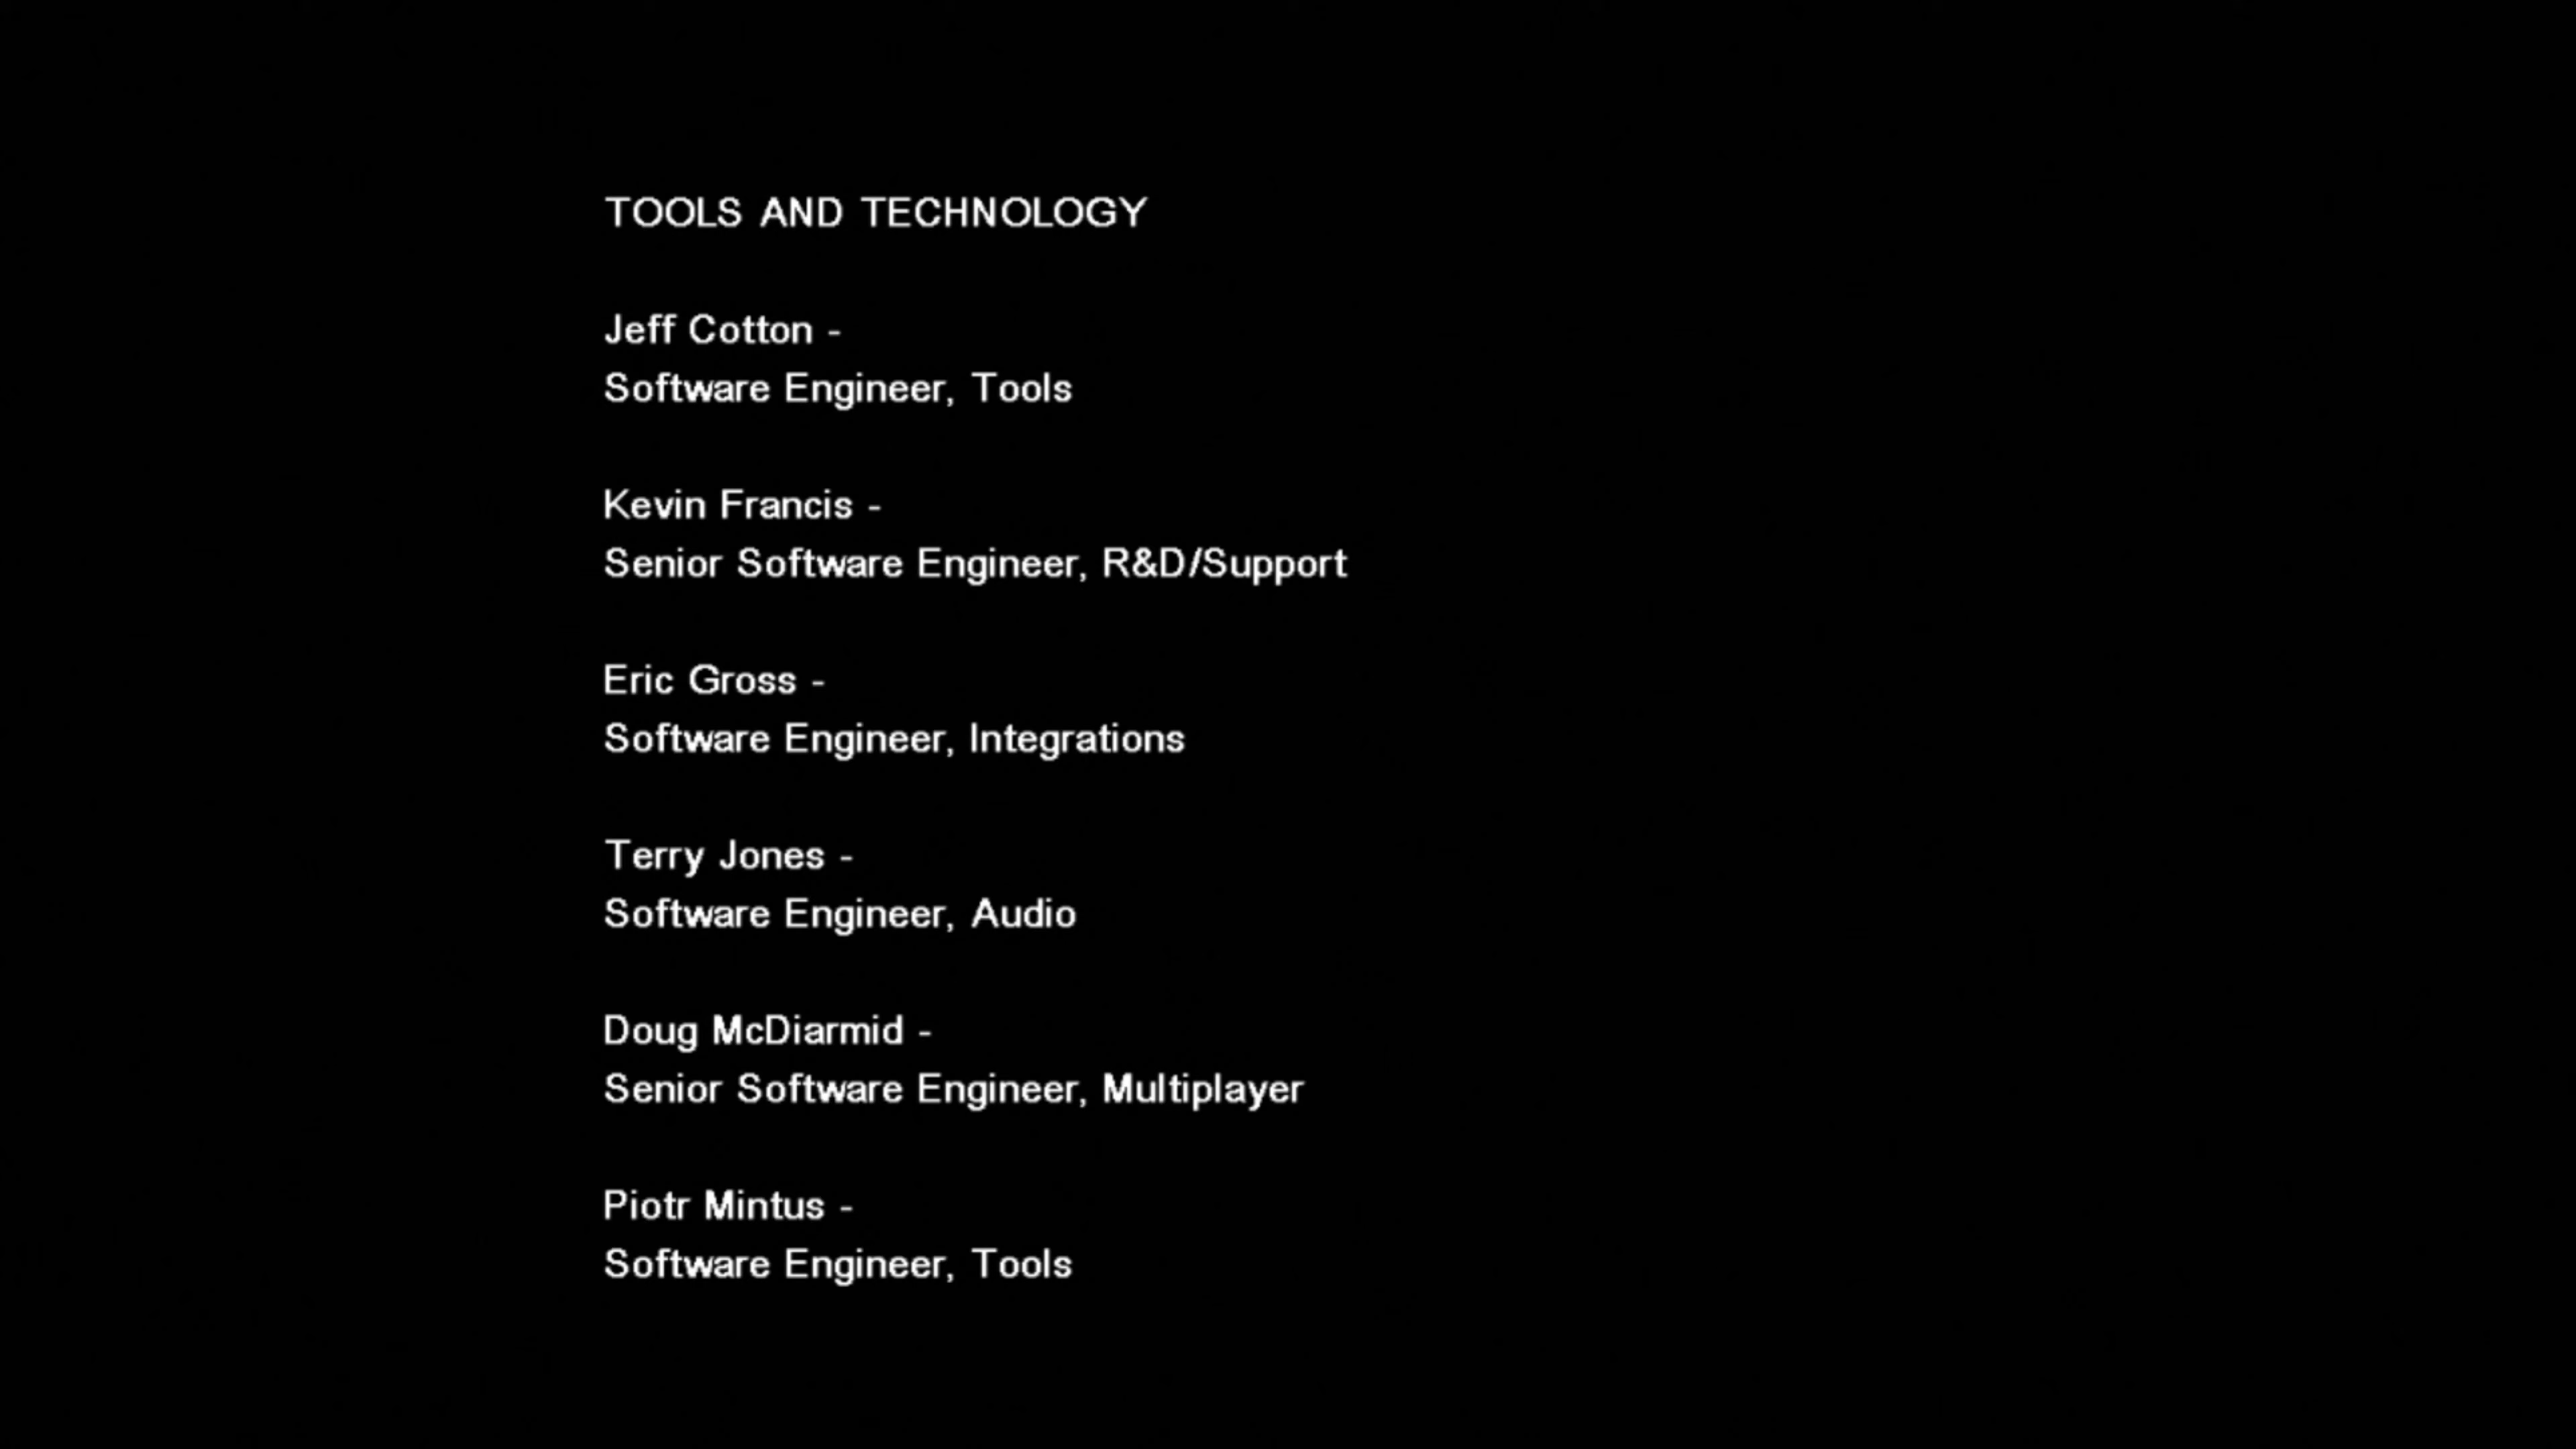 TOOLS AND TECHNOLOGY
Jeff Cotton -
Software Engineer, Tools
Kevin Francis -
Senior Software Engineer, R&D/Support
Eric Gross -
Software Engineer, Integrations
Terry Jones -
Software Engineer, Audio
Doug McDiarmid -
Senior Software Engineer, Multiplayer
Piotr Mintus -
Software Engineer, Tools